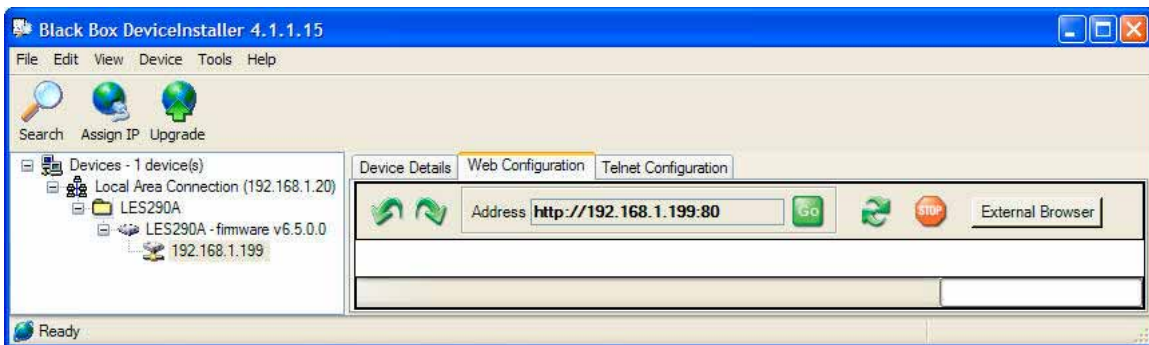 Black Box DeviceInstaller 4.1.1.15
File Edit View Device Tools Help
Search Assign IP Upgrade
Devices - 1 device(s)
Local Area Connection (192.168.1.20)
LES290A
LES290A - firmware v6.5.0.0
192.168.1.199
Device Details Web Configuration Telnet Configuration
Address http://192.168.1.199:80 Go STOP External Browser
Ready